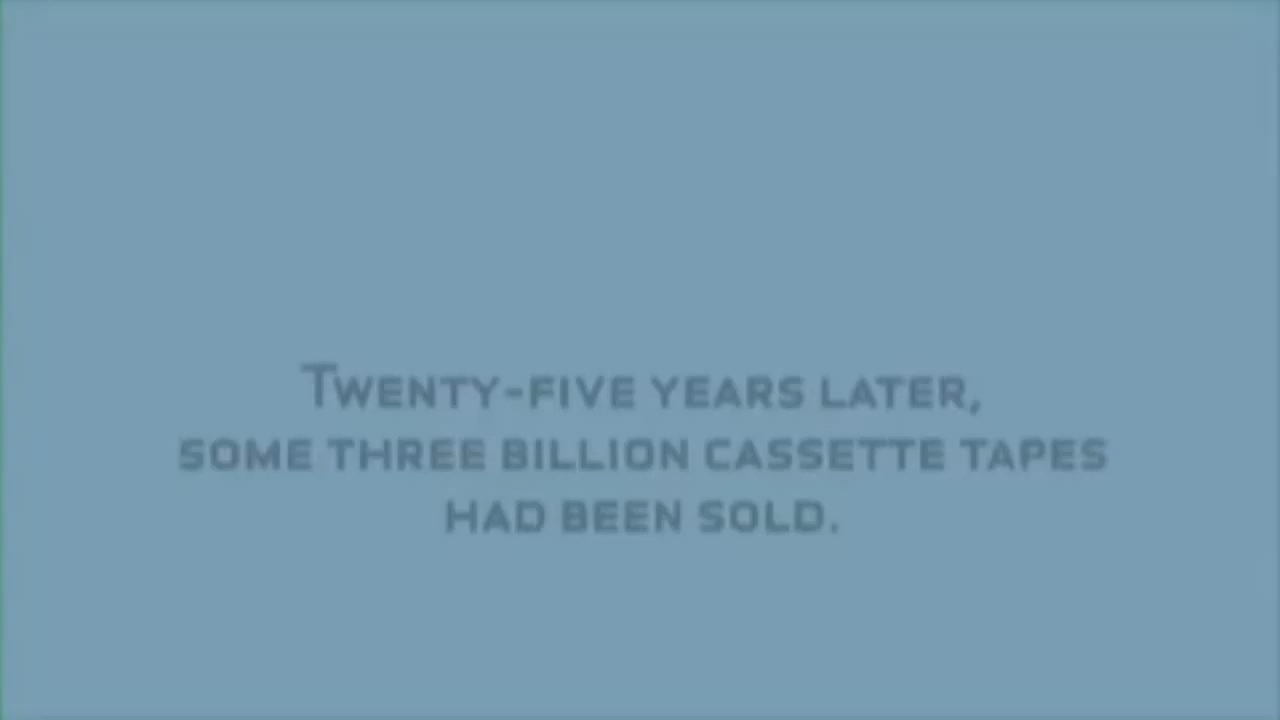 Twenty-five years later,
some three billion cassette tapes
had been sold.